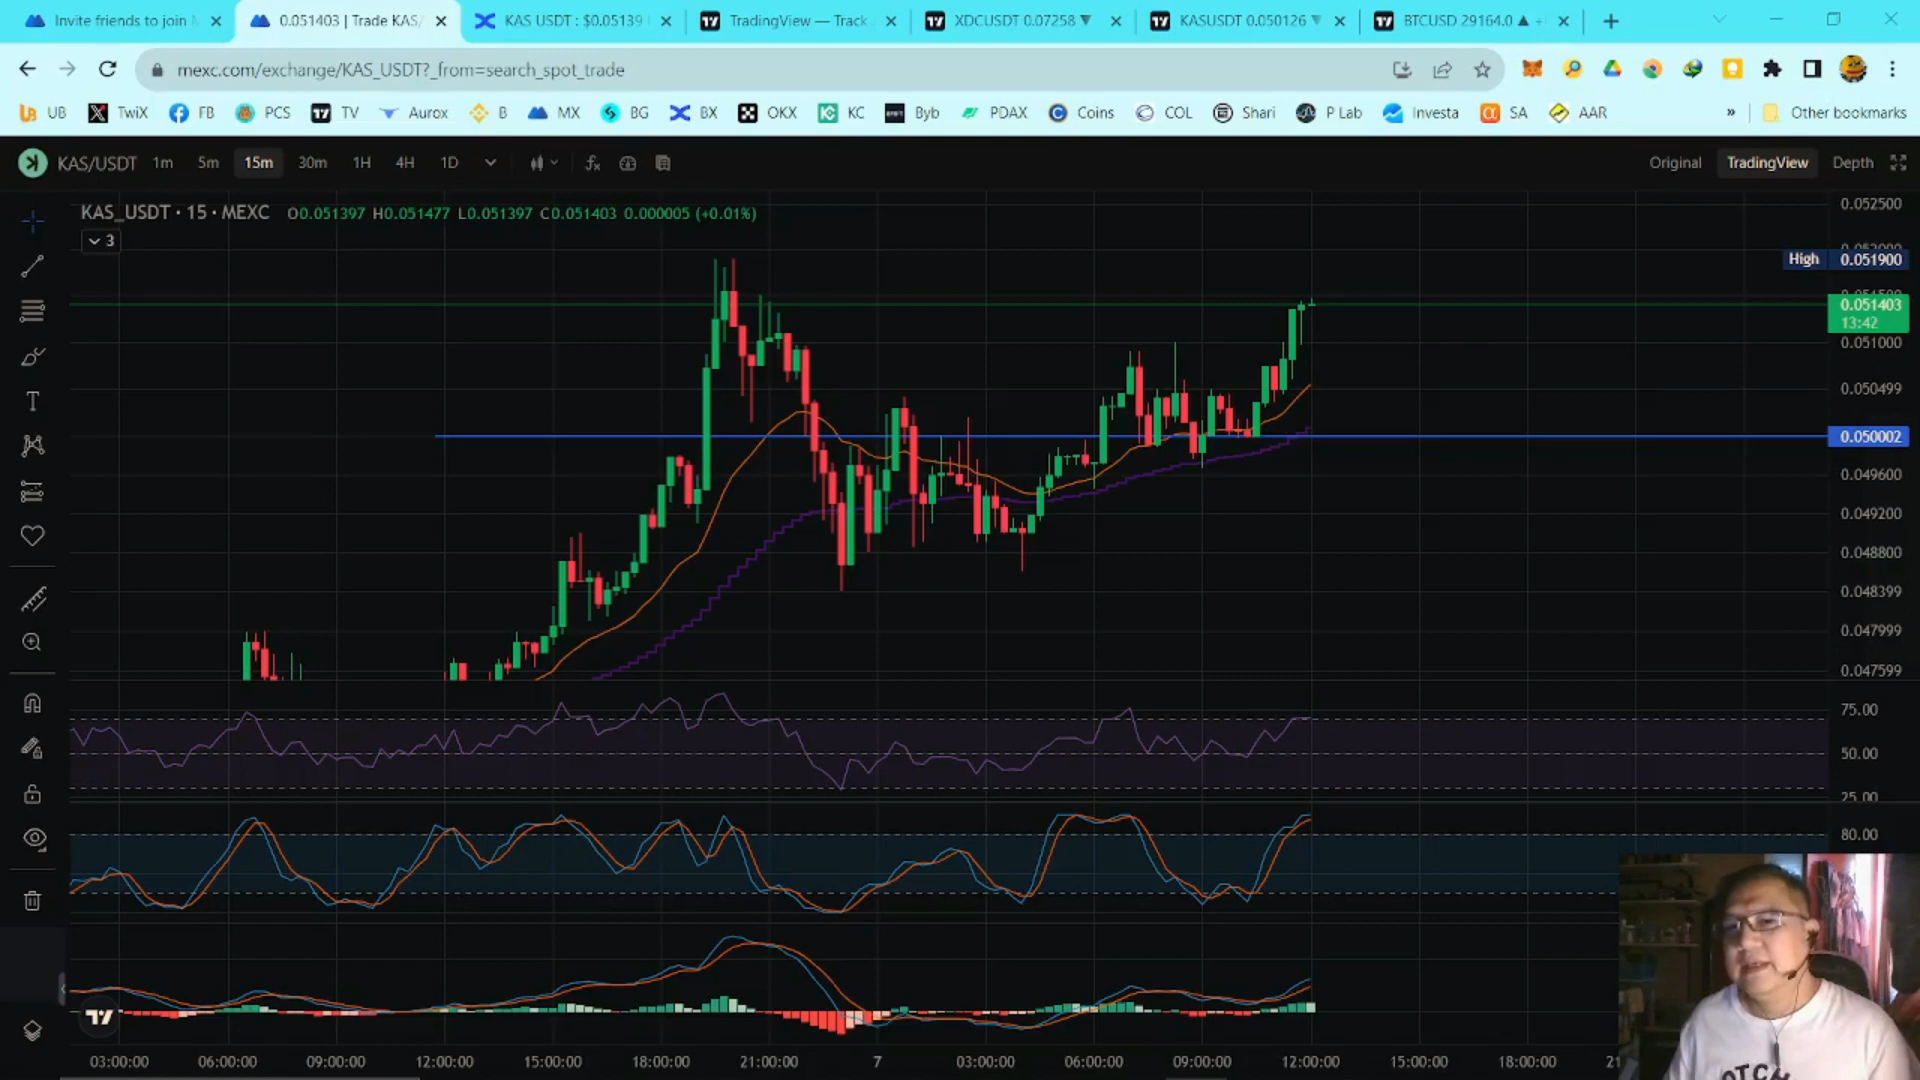 Invite friends to join M
0.051403 | Trade KAS/
KAS USDT : $0.05139
TradingView — Track
XDCUSDT 0.07258 ▼
KASUSDT 0.050126 ▼
BTCUSD 29164.0 ▲ +
mexc.com/exchange/KAS_USDT?_from=search_spot_trade
UB TwiX FB PCS TV Aurox B MX BG BX OKX KC Byb PDAX Coins COL Shari P Lab Investa SA AAR » Other bookmarks
KAS/USDT 1m 5m 15m 30m 1H 4H 1D Original TradingView Depth
KAS_USDT · 15 · MEXC O0.051397 H0.051477 L0.051397 C0.051403 0.000005 (+0.01%)
3
0.052500
High 0.051900
0.051403
13:42
0.051000
0.050499
0.050002
0.049600
0.049200
0.048800
0.048399
0.047999
0.047599
75.00
50.00
25.00
80.00
03:00:00 06:00:00 09:00:00 12:00:00 15:00:00 18:00:00 21:00:00 7 03:00:00 06:00:00 09:00:00 12:00:00 15:00:00 18:00:00